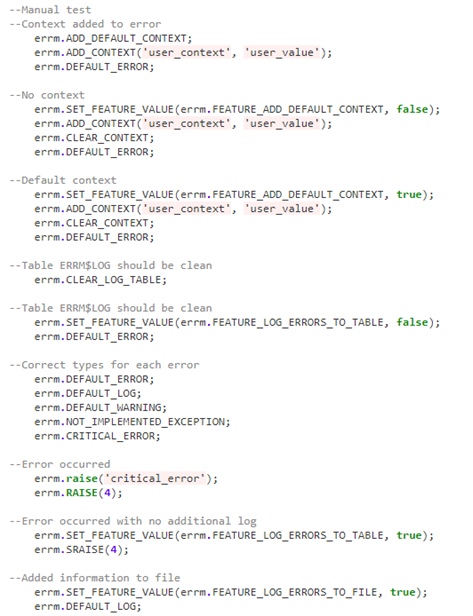 --Manual test
--Context added to error
errm.ADD_DEFAULT_CONTEXT;
errm.ADD_CONTEXT('user_context', 'user_value');
errm.DEFAULT_ERROR;
--No context
errm.SET_FEATURE_VALUE(errm.FEATURE_ADD_DEFAULT_CONTEXT, false);
errm.ADD_CONTEXT('user_context', 'user_value');
errm.CLEAR_CONTEXT;
errm.DEFAULT_ERROR;
--Default context
errm.SET_FEATURE_VALUE(errm.FEATURE_ADD_DEFAULT_CONTEXT, true);
errm.ADD_CONTEXT('user_context', 'user_value');
errm.CLEAR_CONTEXT;
errm.DEFAULT_ERROR;
--Table ERRM$LOG should be clean
errm.CLEAR_LOG_TABLE;
--Table ERRM$LOG should be clean
errm.SET_FEATURE_VALUE(errm.FEATURE_LOG_ERRORS_TO_TABLE, false);
errm.DEFAULT_ERROR;
--Correct types for each error
errm.DEFAULT_ERROR;
errm.DEFAULT_LOG;
errm.DEFAULT_WARNING;
errm.NOT_IMPLEMENTED_EXCEPTION;
errm.CRITICAL_ERROR;
--Error occurred
errm.raise('critical_error');
errm.RAISE(4);
--Error occurred with no additional log
errm.SET_FEATURE_VALUE(errm.FEATURE_LOG_ERRORS_TO_TABLE, true);
errm.SRAISE(4);
--Added information to file
errm.SET_FEATURE_VALUE(errm.FEATURE_LOG_ERRORS_TO_FILE, true);
errm.DEFAULT_LOG;